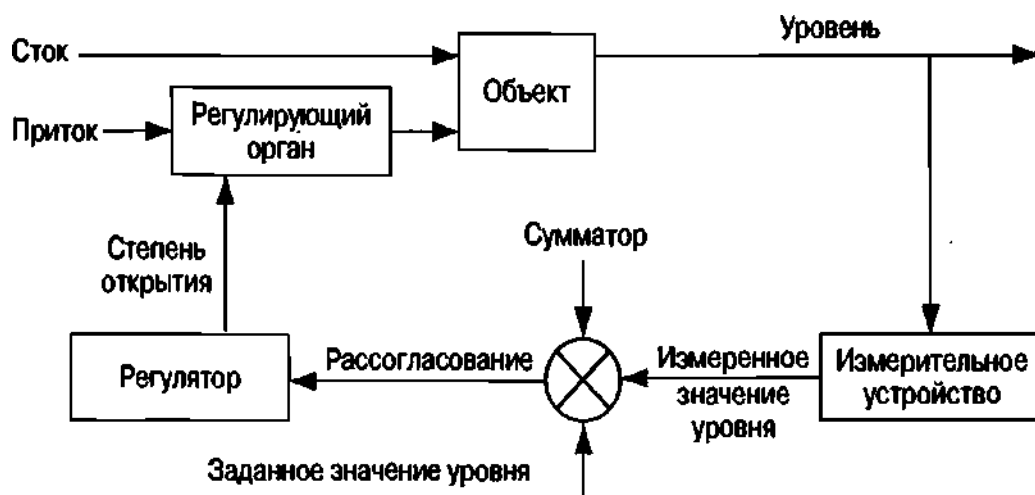 Сток
Уровень
Объект
Приток
Регулирующий
орган
Степень
открытия
Сумматор
Регулятор
Рассогласование
Измеренное
значение
уровня
Измерительное
устройство
Заданное значение уровня